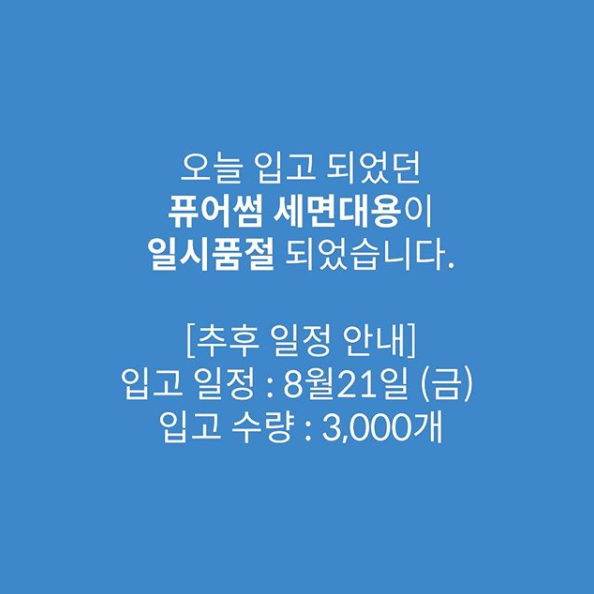 오늘 입고 되었던
퓨어썸 세면대용이
일시품절 되었습니다.
[추후 일정 안내]
입고 일정 : 8월21일 (금)
입고 수량 : 3,000개